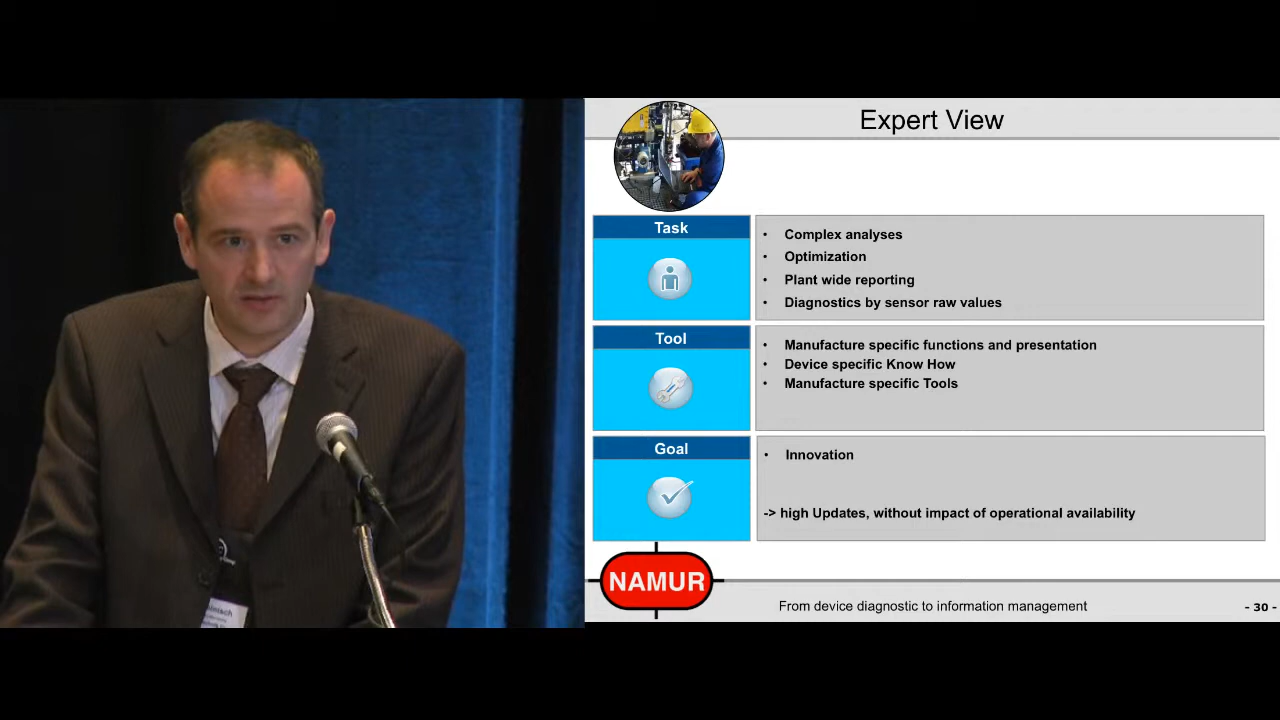 Expert View
Task
• Complex analyses
• Optimization
• Plant wide reporting
• Diagnostics by sensor raw values
Tool
• Manufacture specific functions and presentation
• Device specific Know How
• Manufacture specific Tools
Goal
• Innovation
-> high Updates, without impact of operational availability
NAMUR
From device diagnostic to information management
- 30 -